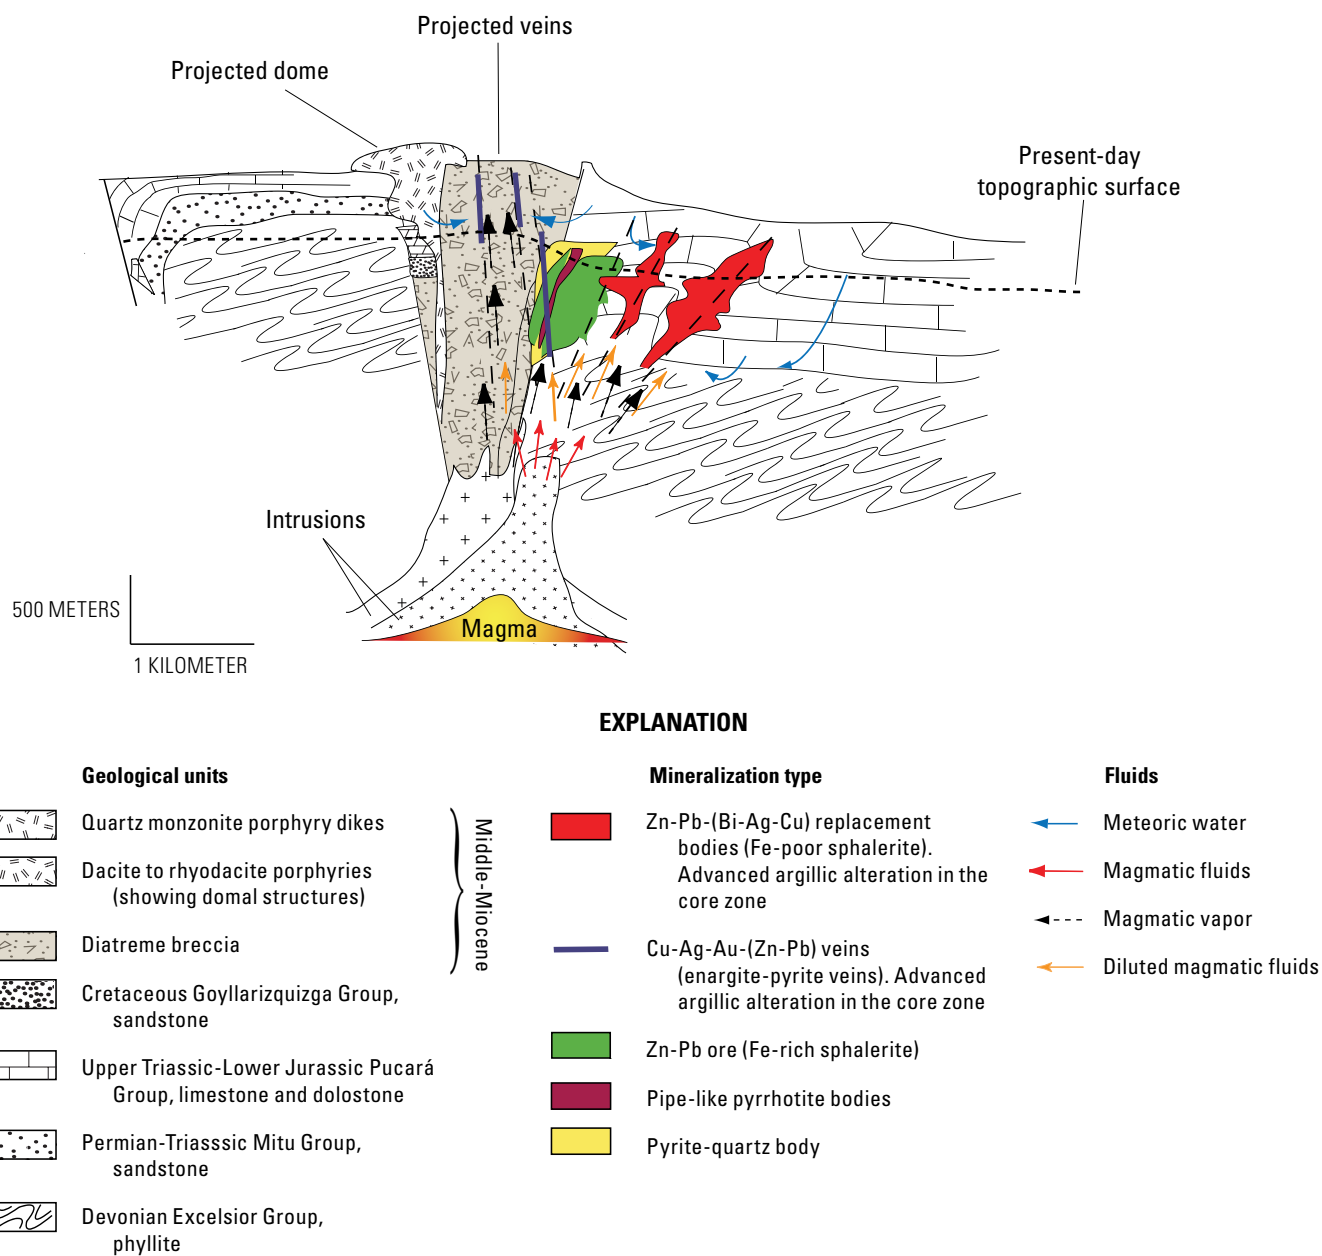 Projected veins
Projected dome
Present-day
topographic surface
Intrusions
500 METERS
Magma
1 KILOMETER
EXPLANATION
Geological units
Quartz monzonite porphyry dikes
Dacite to rhyodacite porphyries
(showing domal structures)
Diatreme breccia
Middle-Miocene
Cretaceous Goyllarizquizga Group,
sandstone
Upper Triassic-Lower Jurassic Pucará
Group, limestone and dolostone
Permian-Triasssic Mitu Group,
sandstone
Devonian Excelsior Group,
phyllite
Mineralization type
Zn-Pb-(Bi-Ag-Cu) replacement
bodies (Fe-poor sphalerite).
Advanced argillic alteration in the
core zone
Cu-Ag-Au-(Zn-Pb) veins
(enargite-pyrite veins). Advanced
argillic alteration in the core zone
Zn-Pb ore (Fe-rich sphalerite)
Pipe-like pyrrhotite bodies
Pyrite-quartz body
Fluids
Meteoric water
Magmatic fluids
Magmatic vapor
Diluted magmatic fluids